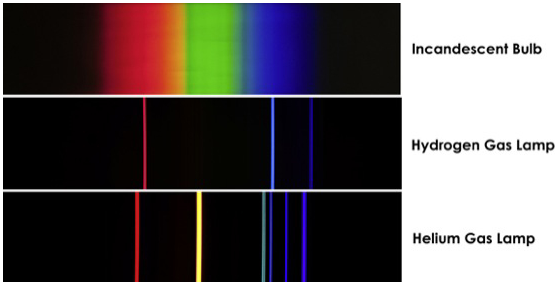 Incandescent Bulb
Hydrogen Gas Lamp
Helium Gas Lamp